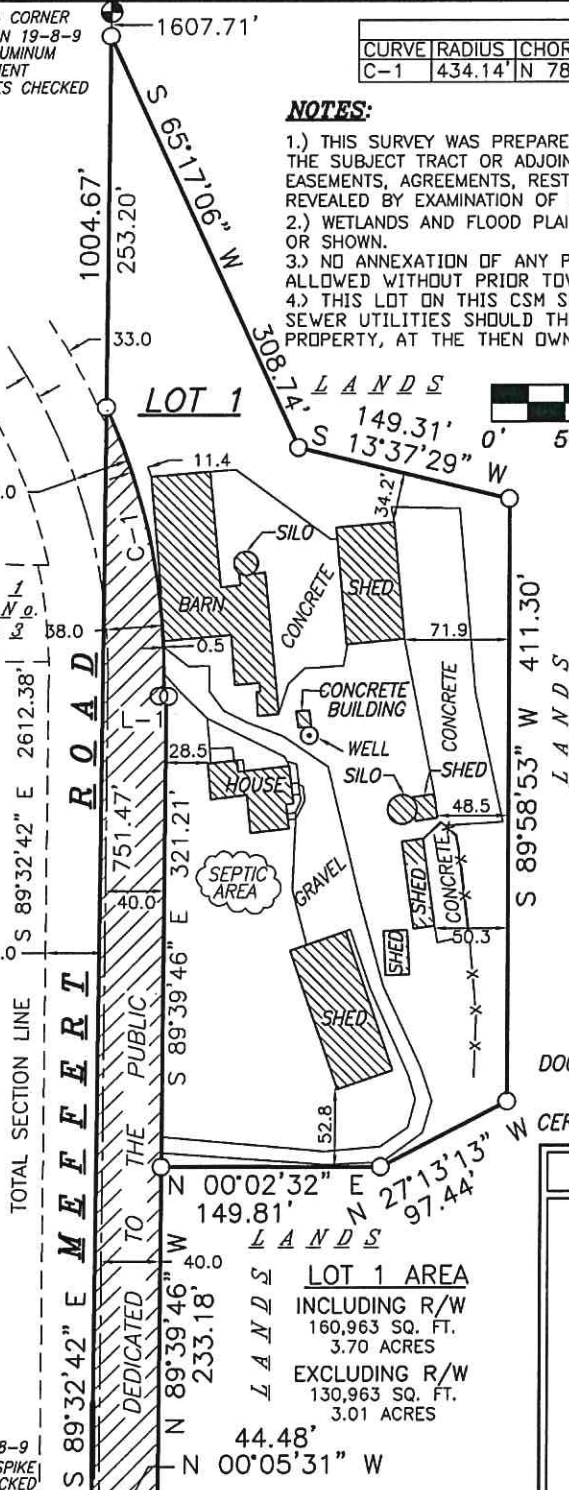 CORNER
N 19-8-9
1607.71'
CURVE RADIUS
C-1 434.14' N 78
NOTES:
1.) THIS SURVEY WAS PREPARE
THE SUBJECT TRACT OR ADJOIN
EASEMENTS, AGREEMENTS, REST
REVEALED BY EXAMINATION OF
2.) WETLANDS AND FLOOD PLAI
OR SHOWN.
3.) NO ANNEXATION OF ANY P
ALLOWED WITHOUT PRIOR TOV
4.) THIS LOT ON THIS CSM S
SEWER UTILITIES SHOULD TH
PROPERTY, AT THE THEN OWN
S 65°17'06" W
308.74'
1004.67'
253.20'
33.0
LOT 1
LANDS
149.31'
S 13°37'29" W
0' 5
11.4
34.2'
C-1
SILO
BARN
CONCRETE
SHED
38.0
0.5
71.9
S 89°58'53" W 411.30'
LANDS
CONCRETE
BUILDING
WELL
CONCRETE
L-1
28.5
HOUSE
SILO
SHED
48.5
SEPTIC
AREA
GRAVEL
SHED
CONCRETE
50.3
SHED
SHED
52.8
S 89°32'42" E 2612.38'
TOTAL SECTION LINE
MEFFERT ROAD
751.47'
40.0
S 89°39'46" E 321.21'
DEDICATED TO THE PUBLIC
N 00°02'32" E
149.81'
N 27°13'13" W
97.44'
LANDS
40.0
LANDS
N 89°39'46" W
233.18'
LOT 1 AREA
INCLUDING R/W
160,963 SQ. FT.
3.70 ACRES
EXCLUDING R/W
130,963 SQ. FT.
3.01 ACRES
44.48'
N 00°05'31" W
S 89°32'42" E
8-9
SPIKE